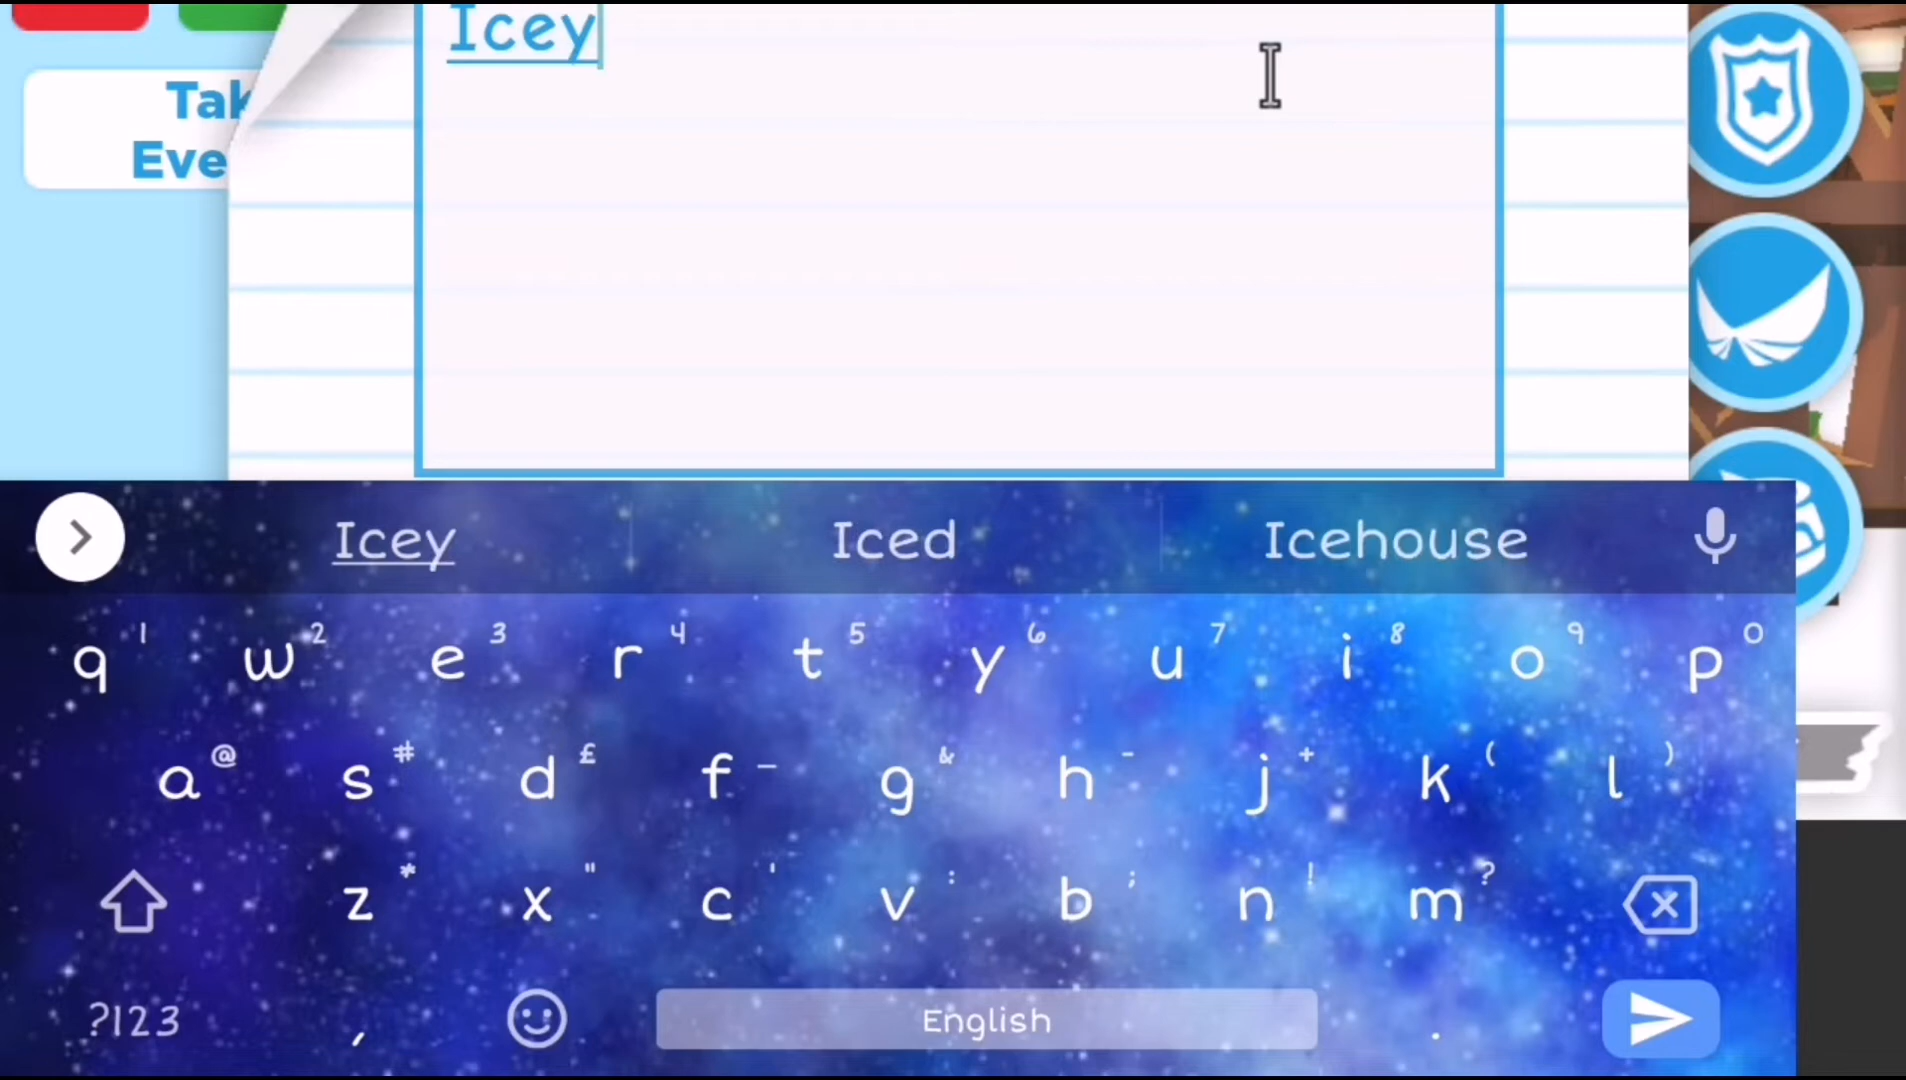 Icey
Tak
Eve
Icey Iced Icehouse
q 1 w 2 e 3 r 4 t 5 y 6 u 7 i 8 o 9 p 0
a @ s # d £ f _ g & h - j + k ( l )
z * x " c ' v : b ; n ! m ?
?123 , English .